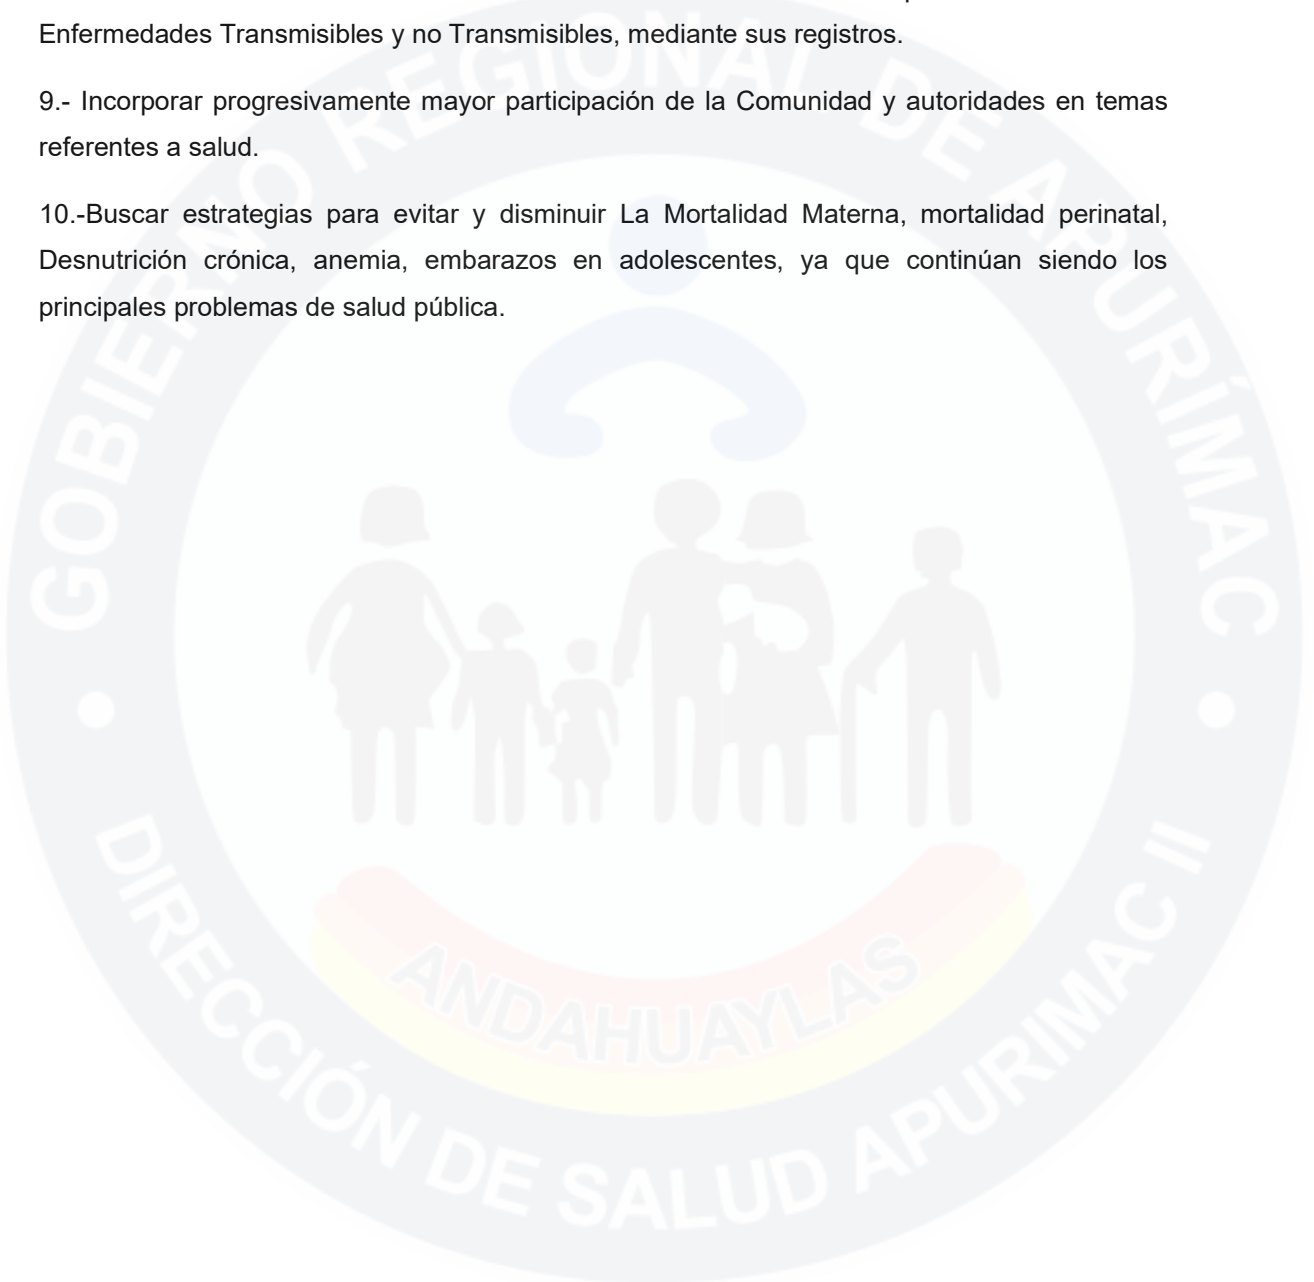 Enfermedades Transmisibles y no Transmisibles, mediante sus registros.
9.- Incorporar progresivamente mayor participación de la Comunidad y autoridades en temas
referentes a salud.
10.-Buscar estrategias para evitar y disminuir La Mortalidad Materna, mortalidad perinatal,
Desnutrición crónica, anemia, embarazos en adolescentes, ya que continúan siendo los
principales problemas de salud pública.
GOBIERNO REGIONAL DE APURÍMAC
ANDAHUAYLAS
DIRECCIÓN DE SALUD APURIMAC II